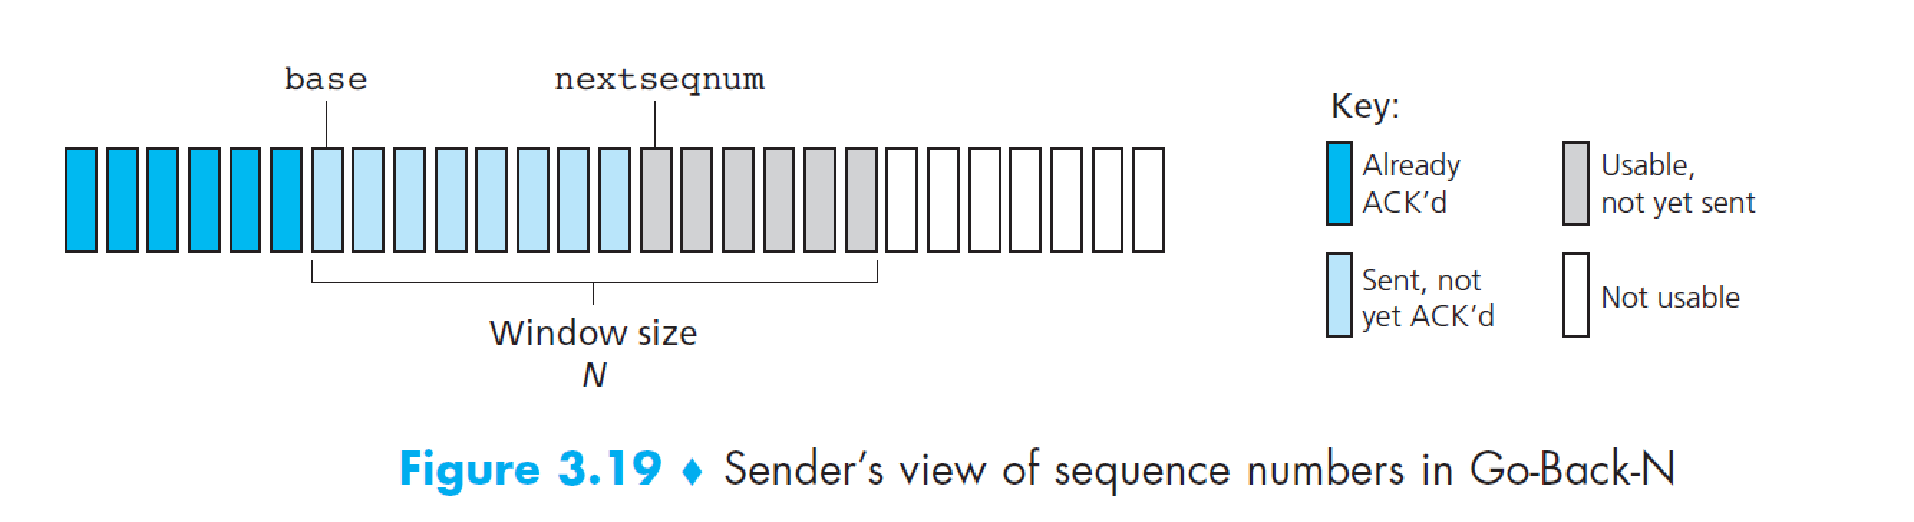 base
nextseqnum
Window size
N
Key:
Already
ACK’d
Usable,
not yet sent
Sent, not
yet ACK’d
Not usable
Figure 3.19 ♦ Sender’s view of sequence numbers in Go-Back-N